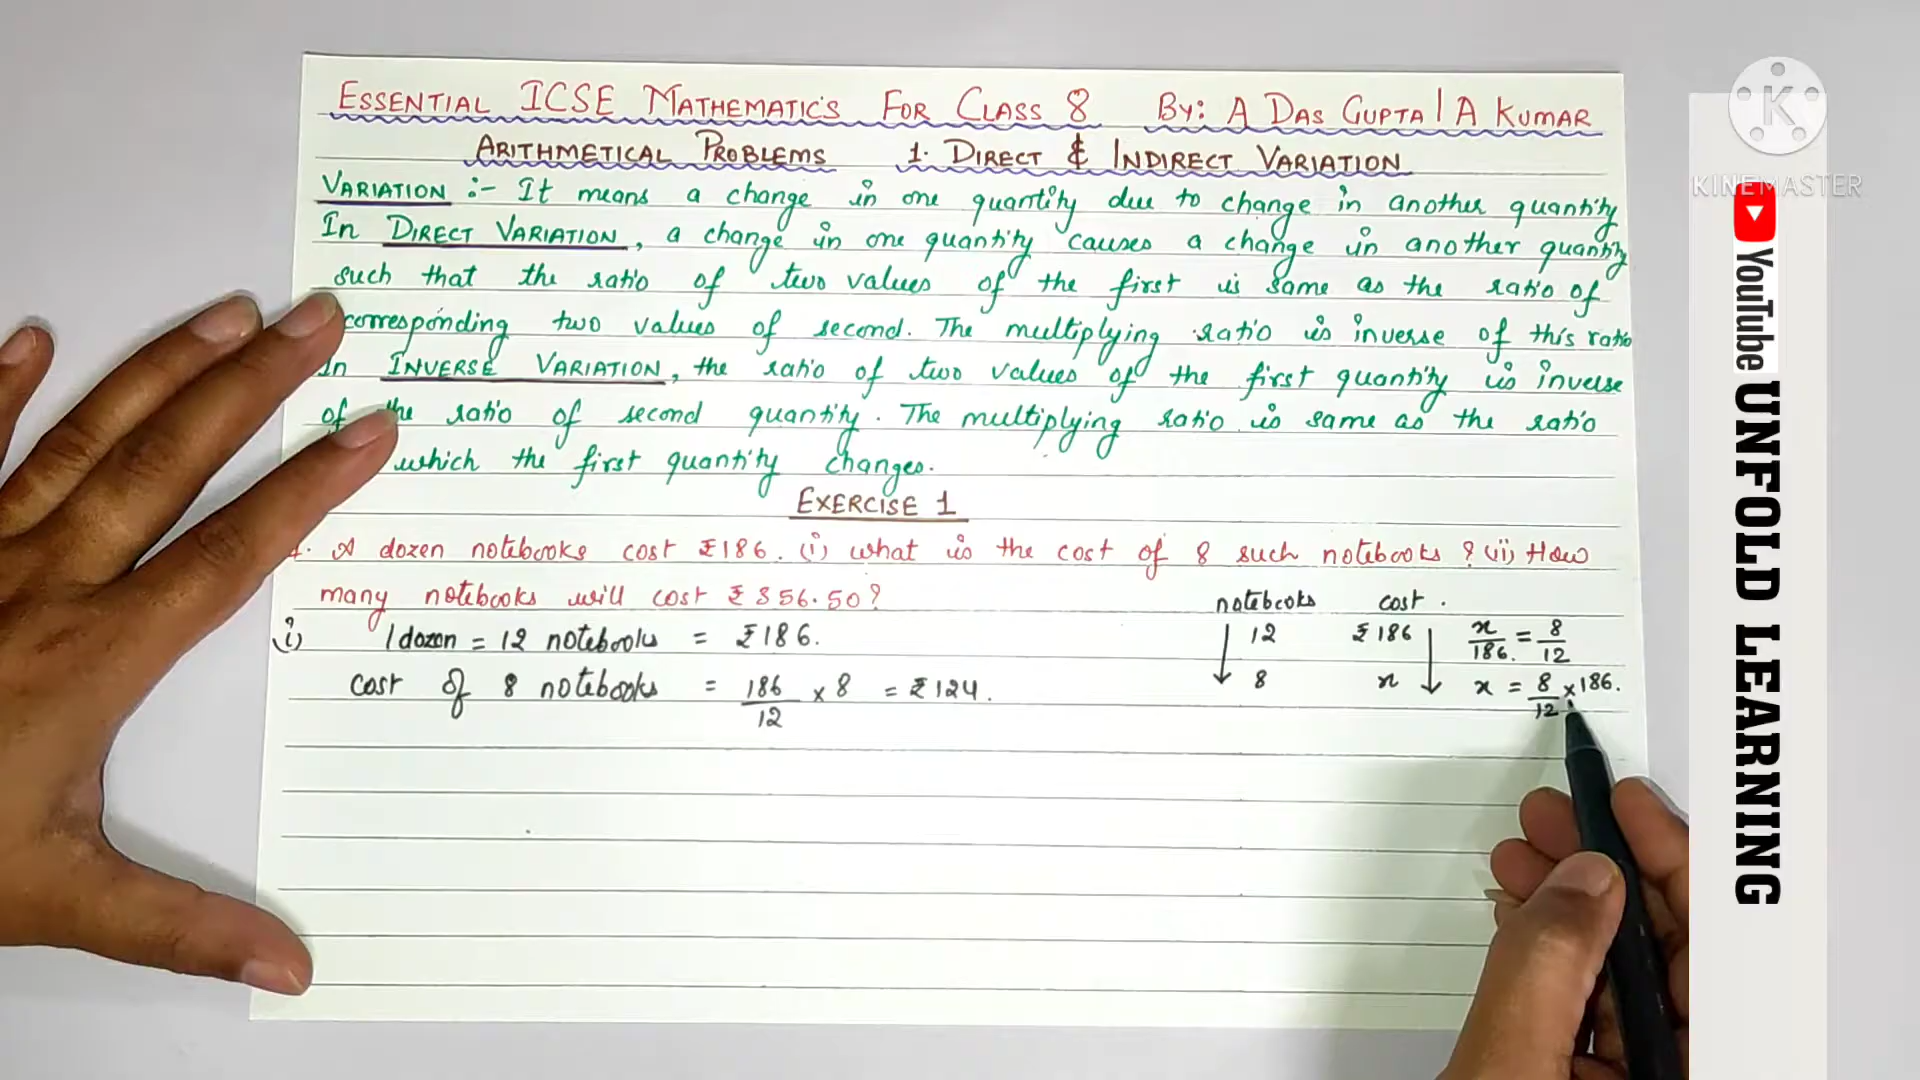 ESSENTIAL ICSE MATHEMATICS FOR CLASS 8 BY: A DAS GUPTA | A KUMAR
ARITHMETICAL PROBLEMS 1. DIRECT & INDIRECT VARIATION
VARIATION :- It means a change in one quantity due to change in another quantity
In DIRECT VARIATION, a change in one quantity causes a change in another quantity
such that the ratio of two values of the first is same as the ratio of
corresponding two values of second. The multiplying ratio is inverse of this ratio
In INVERSE VARIATION, the ratio of two values of the first quantity is inverse
of the ratio of second quantity. The multiplying ratio is same as the ratio
which the first quantity changes.
EXERCISE 1
A dozen notebooks cost ₹186. (i) what is the cost of 8 such notebooks? (ii) How
many notebooks will cost ₹356.50?
notebooks cost.
(i) 1 dozen = 12 notebooks = ₹186.
12 ₹186 x/186. = 8/12
cost of 8 notebooks = 186/12 × 8 = ₹124.
8 x x = 8/12 × 186.
KINEMASTER
YouTube UNFOLD LEARNING